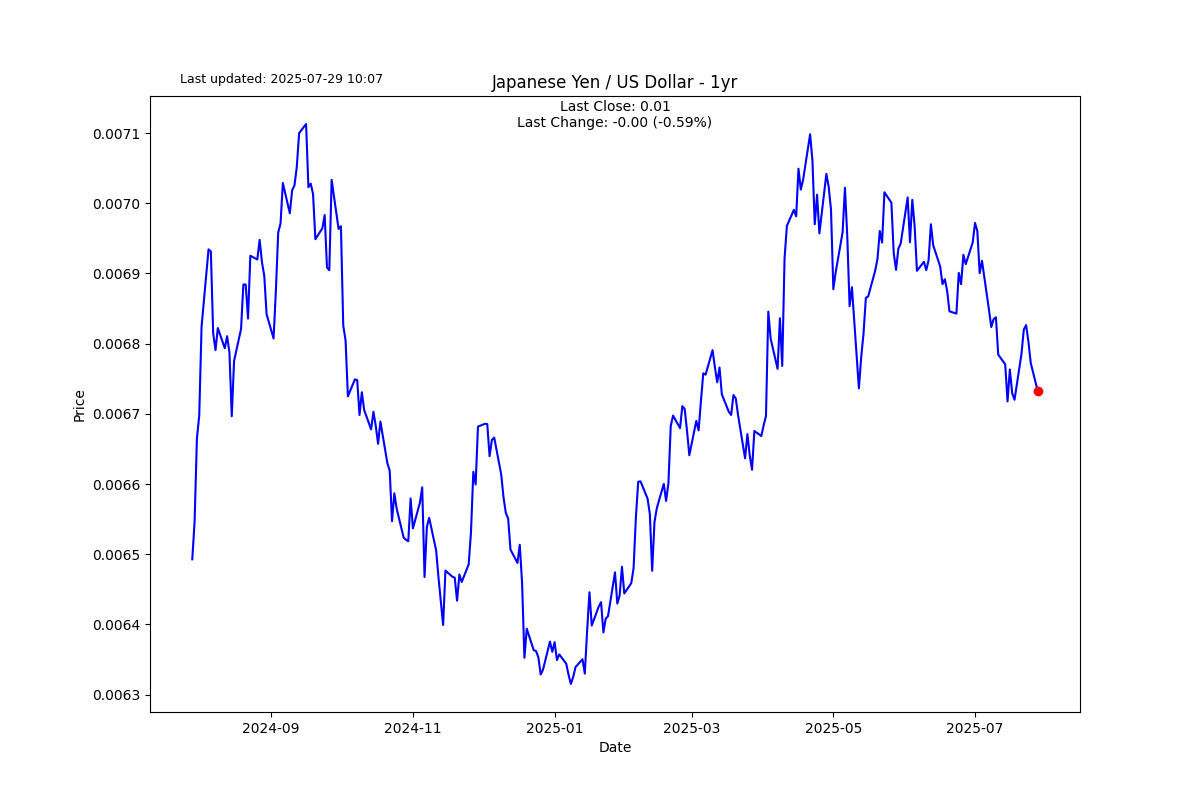 Last updated: 2025-07-29 10:07
Japanese Yen / US Dollar - 1yr
Last Close: 0.01
Last Change: -0.00 (-0.59%)
Price
0.0071
0.0070
0.0069
0.0068
0.0067
0.0066
0.0065
0.0064
0.0063
2024-09
2024-11
2025-01
2025-03
2025-05
2025-07
Date